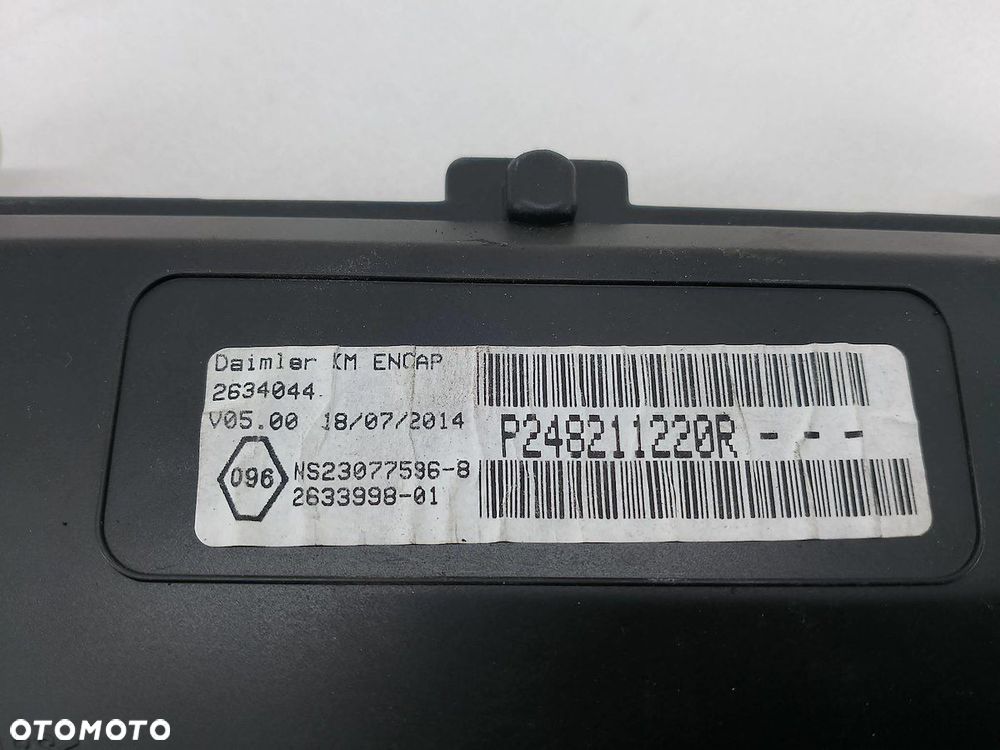 Daimler KM ENCAP
2634044
V05.00 18/07/2014
096
NS23077596-8
2633998-01
P248211220R - - -
OTOMOTO